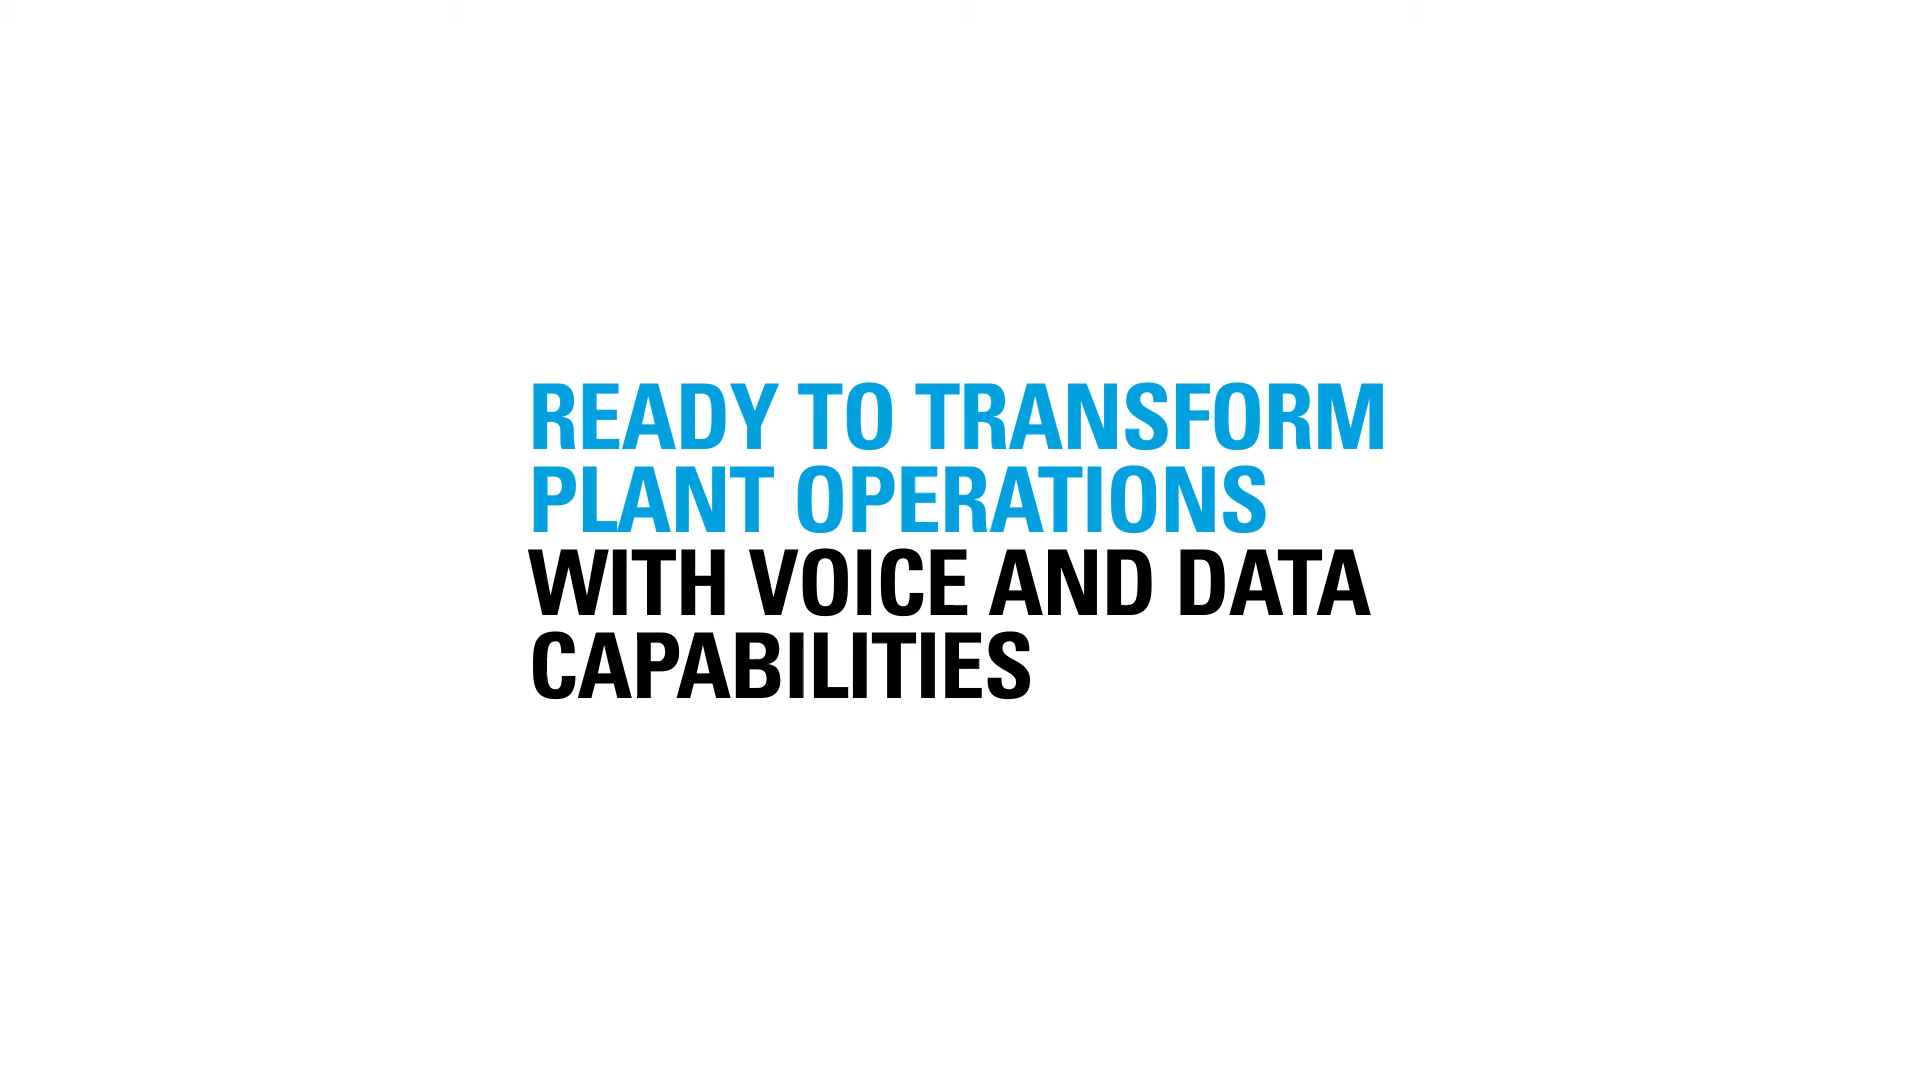 READY TO TRANSFORM
PLANT OPERATIONS
WITH VOICE AND DATA
CAPABILITIES